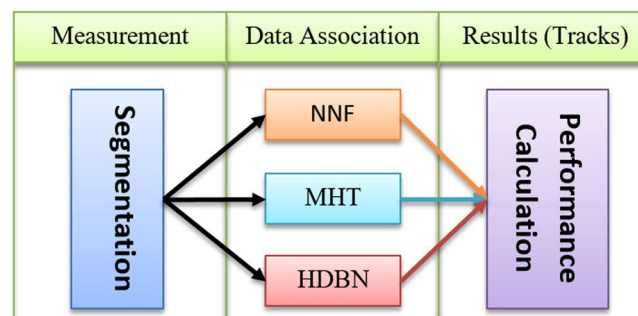 Measurement
Data Association
Results (Tracks)
Segmentation
NNF
MHT
HDBN
Performance
Calculation